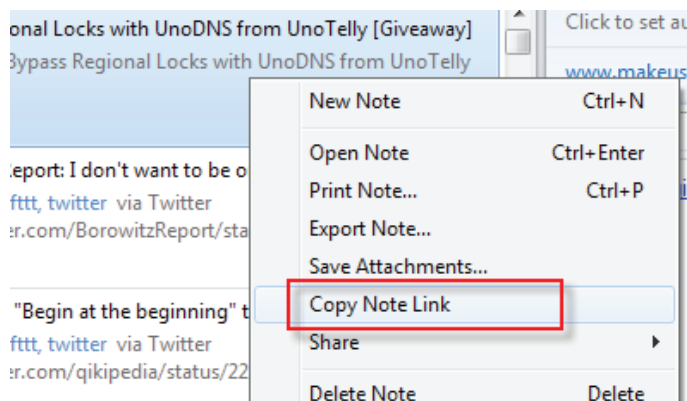 onal Locks with UnoDNS from UnoTelly [Giveaway]
Bypass Regional Locks with UnoDNS from UnoTelly
Click to set au
www.makeus
New Note Ctrl+N
Open Note Ctrl+Enter
Print Note... Ctrl+P
Export Note...
Save Attachments...
Copy Note Link
Share
Delete Note Delete
Report: I don't want to be o
fttt, twitter via Twitter
er.com/BorowitzReport/sta
"Begin at the beginning" t
fttt, twitter via Twitter
er.com/qikipedia/status/22